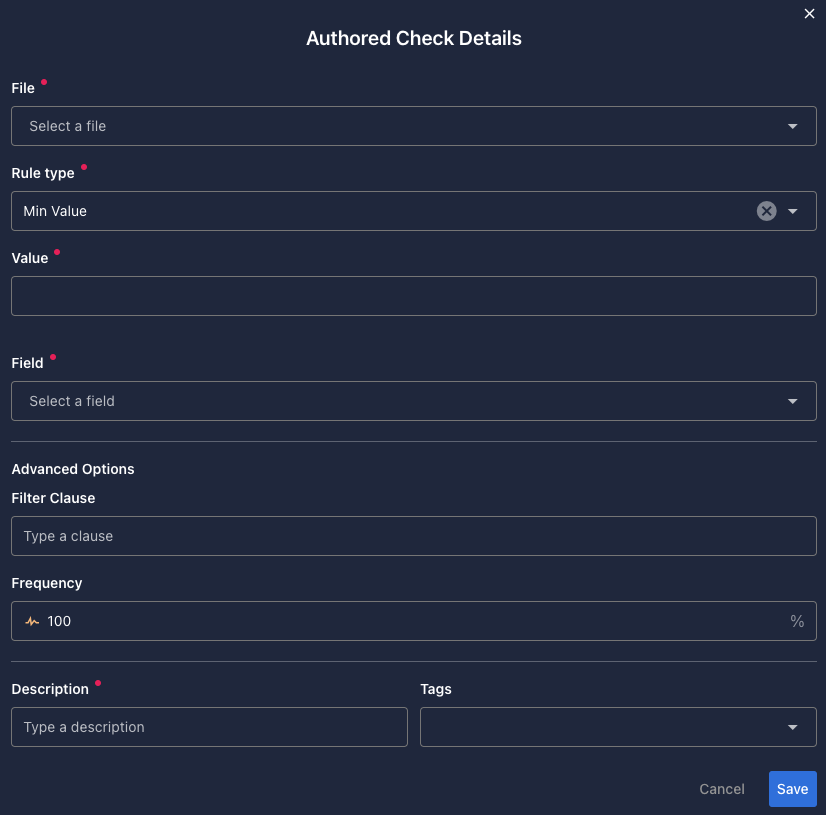 Authored Check Details
File
Select a file
Rule type
Min Value
Value
Field
Select a field
Advanced Options
Filter Clause
Type a clause
Frequency
100 %
Description
Tags
Type a description
Cancel
Save